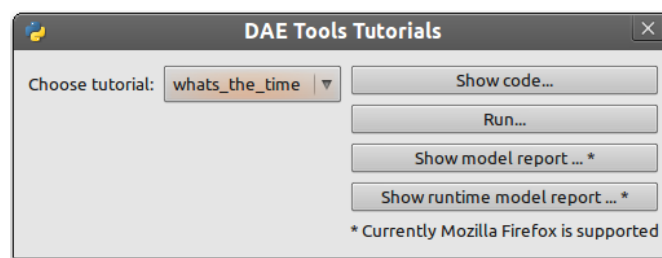 DAE Tools Tutorials
Choose tutorial: whats_the_time
Show code...
Run...
Show model report ... *
Show runtime model report ... *
* Currently Mozilla Firefox is supported